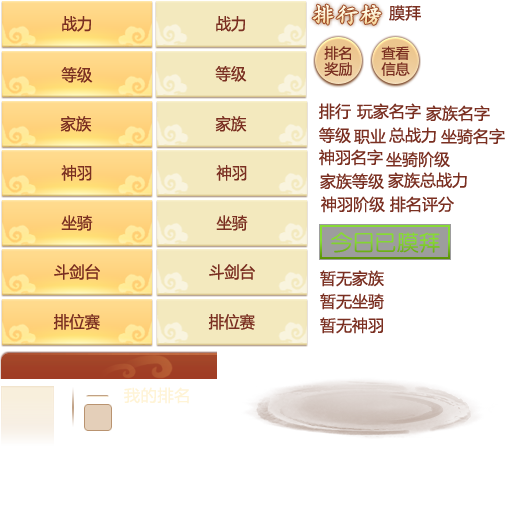 战力 战力
等级 等级
家族 家族
神羽 神羽
坐骑 坐骑
斗剑台 斗剑台
排位赛 排位赛
排行榜 膜拜
排名奖励 查看信息
排行 玩家名字 家族名字
等级 职业 总战力 坐骑名字
神羽名字 坐骑阶级
家族等级 家族总战力
神羽阶级 排名评分
今日已膜拜
暂无家族
暂无坐骑
暂无神羽
我的排名